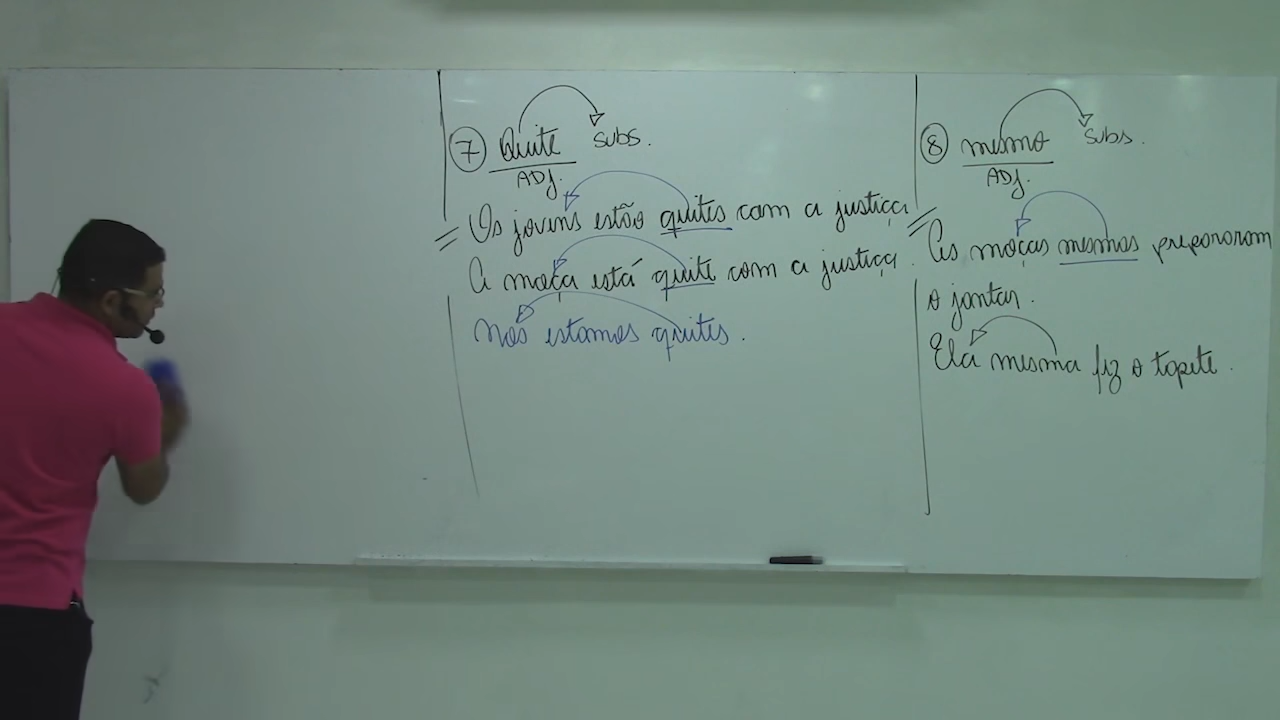 7 Quite subs.
ADJ.
Os jovens estão quites com a justiça
A moça está quite com a justiça.
Nós estamos quites.
8 mesmo subs.
ADJ.
As moças mesmas prepararam
o jantar.
Ela mesma fiz o tapete.